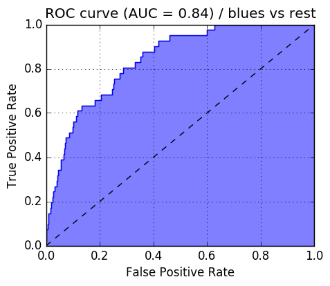 ROC curve (AUC = 0.84) / blues vs rest
True Positive Rate
1.0
0.8
0.6
0.4
0.2
0.0
0.0 0.2 0.4 0.6 0.8 1.0
False Positive Rate